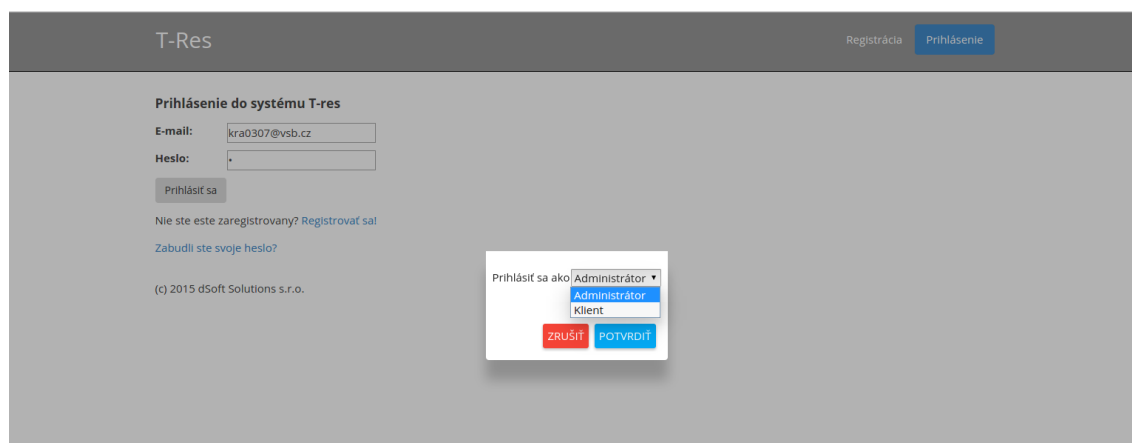 T-Res
Registrácia
Prihlásenie
Prihlásenie do systému T-res
E-mail:
kra0307@vsb.cz
Heslo:
Prihlásiť sa
Nie ste este zaregistrovany? Registrovať sa!
Zabudli ste svoje heslo?
(c) 2015 dSoft Solutions s.r.o.
Prihlásiť sa ako Administrátor
Administrátor
Klient
ZRUŠIŤ POTVRDIŤ